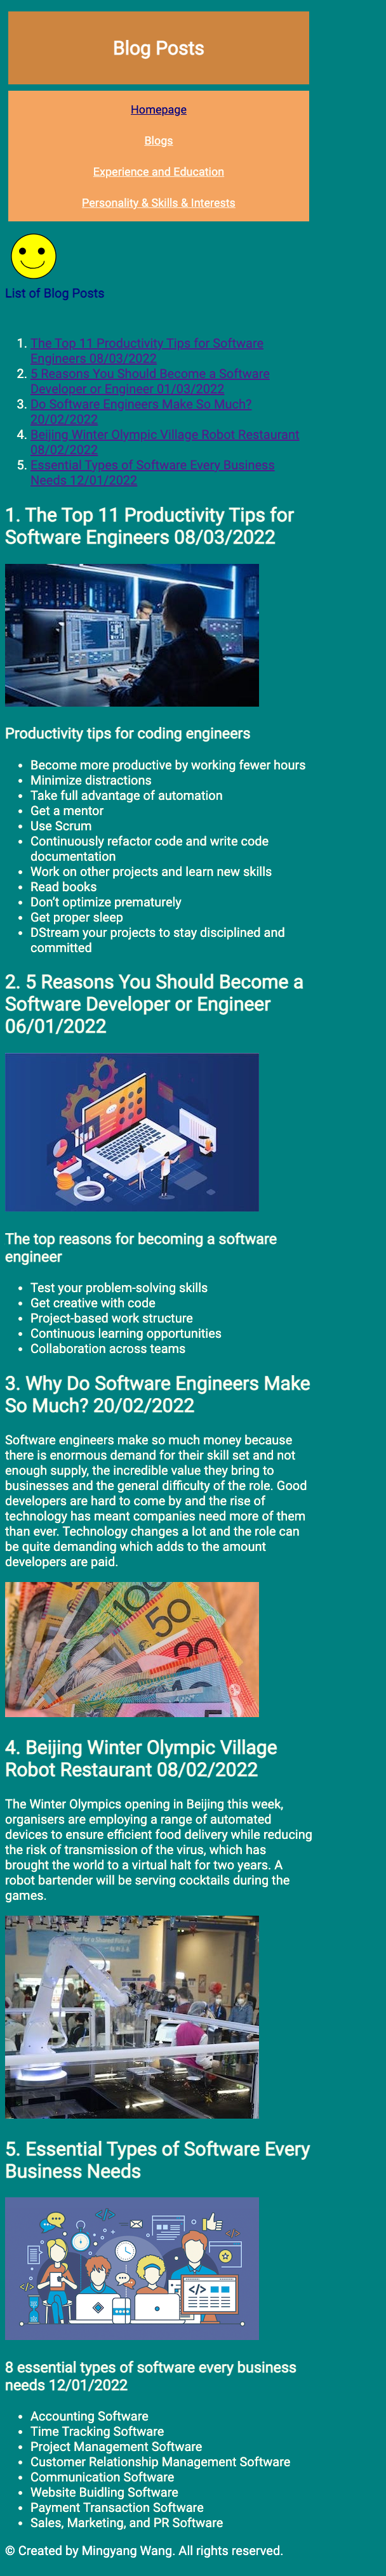 Blog Posts
Homepage
Blogs
Experience and Education
Personality & Skills & Interests
List of Blog Posts
1. The Top 11 Productivity Tips for Software
Engineers 08/03/2022
2. 5 Reasons You Should Become a Software
Developer or Engineer 01/03/2022
3. Do Software Engineers Make So Much?
20/02/2022
4. Beijing Winter Olympic Village Robot Restaurant
08/02/2022
5. Essential Types of Software Every Business
Needs 12/01/2022
1. The Top 11 Productivity Tips for
Software Engineers 08/03/2022
Productivity tips for coding engineers
• Become more productive by working fewer hours
• Minimize distractions
• Take full advantage of automation
• Get a mentor
• Use Scrum
• Continuously refactor code and write code
documentation
• Work on other projects and learn new skills
• Read books
• Don’t optimize prematurely
• Get proper sleep
• DStream your projects to stay disciplined and
committed
2. 5 Reasons You Should Become a
Software Developer or Engineer
06/01/2022
The top reasons for becoming a software
engineer
• Test your problem-solving skills
• Get creative with code
• Project-based work structure
• Continuous learning opportunities
• Collaboration across teams
3. Why Do Software Engineers Make
So Much? 20/02/2022
Software engineers make so much money because
there is enormous demand for their skill set and not
enough supply, the incredible value they bring to
businesses and the general difficulty of the role. Good
developers are hard to come by and the rise of
technology has meant companies need more of them
than ever. Technology changes a lot and the role can
be quite demanding which adds to the amount
developers are paid.
100
50
20
5
4. Beijing Winter Olympic Village
Robot Restaurant 08/02/2022
The Winter Olympics opening in Beijing this week,
organisers are employing a range of automated
devices to ensure efficient food delivery while reducing
the risk of transmission of the virus, which has
brought the world to a virtual halt for two years. A
robot bartender will be serving cocktails during the
games.
5. Essential Types of Software Every
Business Needs
</>
</>
</>
</>
8 essential types of software every business
needs 12/01/2022
• Accounting Software
• Time Tracking Software
• Project Management Software
• Customer Relationship Management Software
• Communication Software
• Website Buidling Software
• Payment Transaction Software
• Sales, Marketing, and PR Software
© Created by Mingyang Wang. All rights reserved.